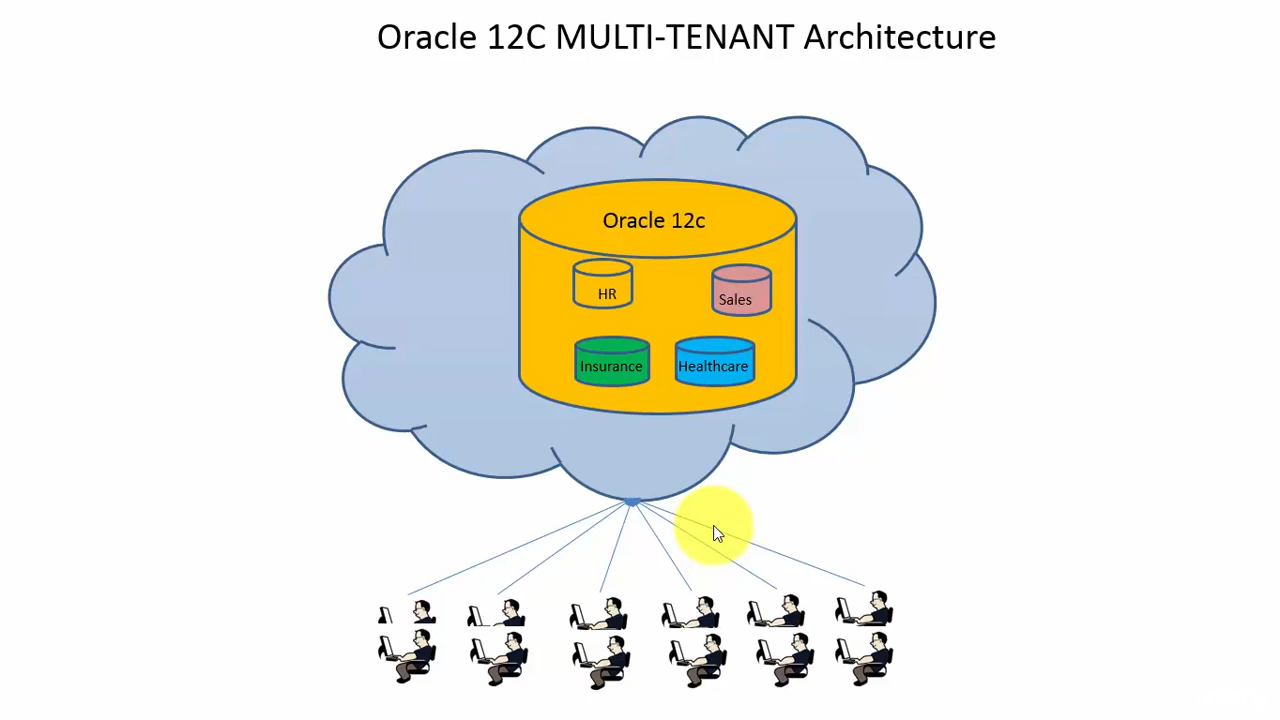 Oracle 12C MULTI-TENANT Architecture
Oracle 12c
HR
Sales
Insurance
Healthcare